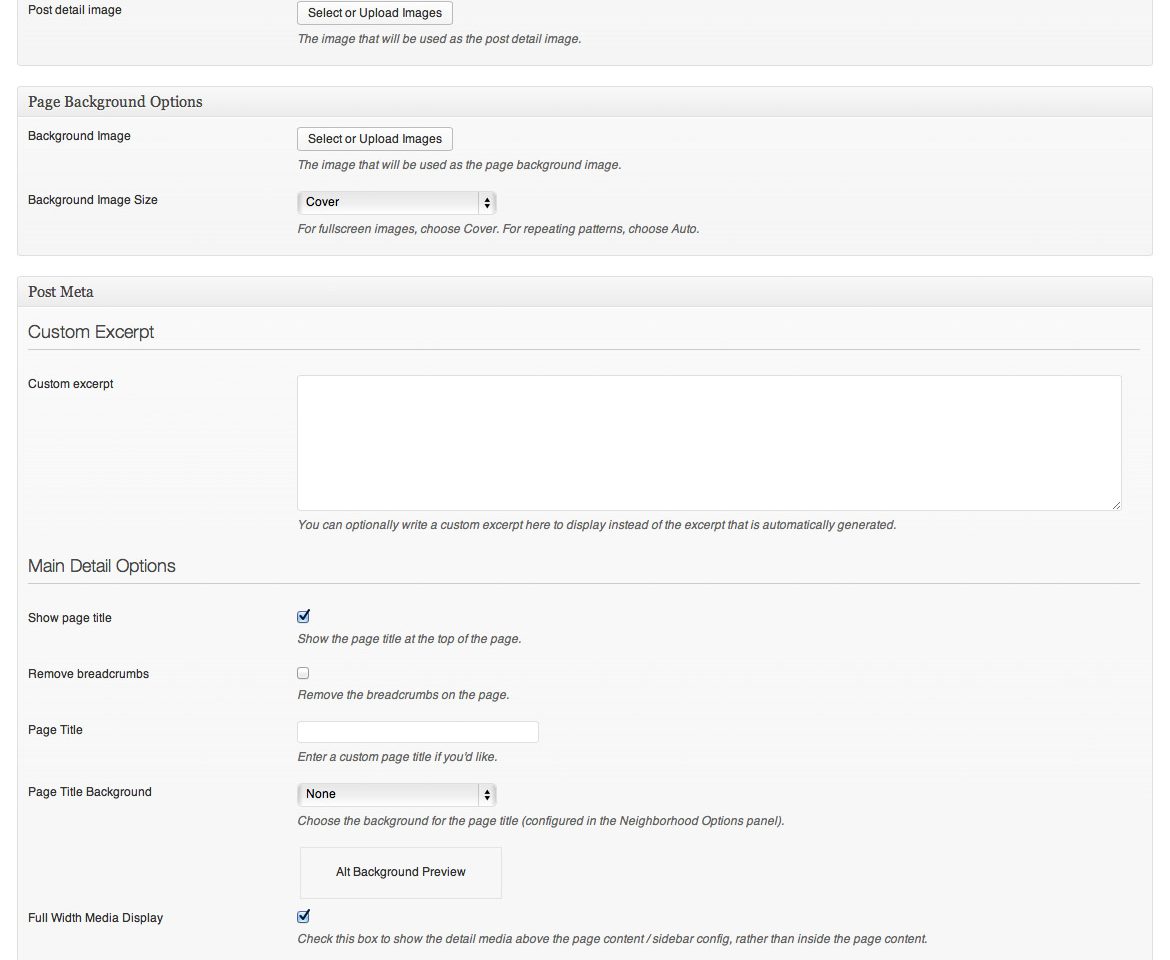 Post detail image
Select or Upload Images
The image that will be used as the post detail image.
Page Background Options
Background Image
Select or Upload Images
The image that will be used as the page background image.
Background Image Size
Cover
For fullscreen images, choose Cover. For repeating patterns, choose Auto.
Post Meta
Custom Excerpt
Custom excerpt
You can optionally write a custom excerpt here to display instead of the excerpt that is automatically generated.
Main Detail Options
Show page title
Show the page title at the top of the page.
Remove breadcrumbs
Remove the breadcrumbs on the page.
Page Title
Enter a custom page title if you'd like.
Page Title Background
None
Choose the background for the page title (configured in the Neighborhood Options panel).
Alt Background Preview
Full Width Media Display
Check this box to show the detail media above the page content / sidebar config, rather than inside the page content.